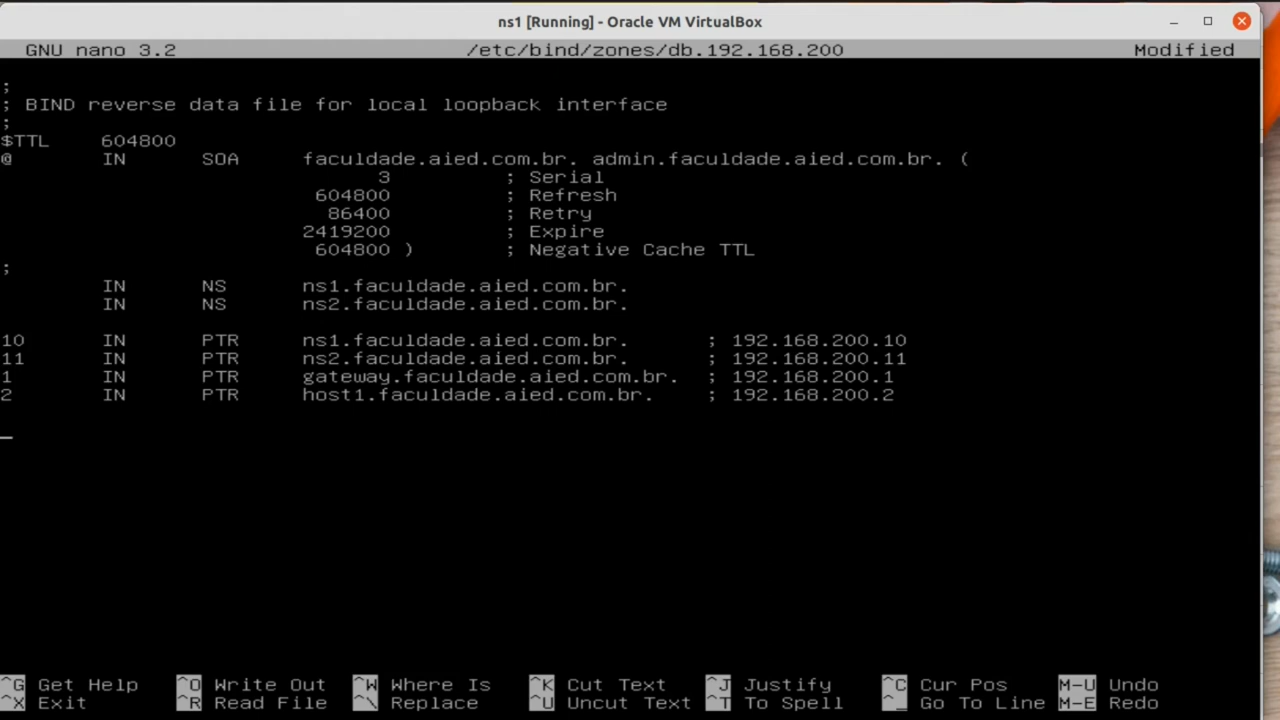 ns1 [Running] - Oracle VM VirtualBox
GNU nano 3.2 /etc/bind/zones/db.192.168.200 Modified
;
; BIND reverse data file for local loopback interface
;
$TTL 604800
@ IN SOA faculdade.aied.com.br. admin.faculdade.aied.com.br. (
3 ; Serial
604800 ; Refresh
86400 ; Retry
2419200 ; Expire
604800 ) ; Negative Cache TTL
;
IN NS ns1.faculdade.aied.com.br.
IN NS ns2.faculdade.aied.com.br.
10 IN PTR ns1.faculdade.aied.com.br. ; 192.168.200.10
11 IN PTR ns2.faculdade.aied.com.br. ; 192.168.200.11
1 IN PTR gateway.faculdade.aied.com.br. ; 192.168.200.1
2 IN PTR host1.faculdade.aied.com.br. ; 192.168.200.2
^G Get Help ^O Write Out ^W Where Is ^K Cut Text ^J Justify ^C Cur Pos M-U Undo
^X Exit ^R Read File ^\ Replace ^U Uncut Text ^T To Spell ^_ Go To Line M-E Redo